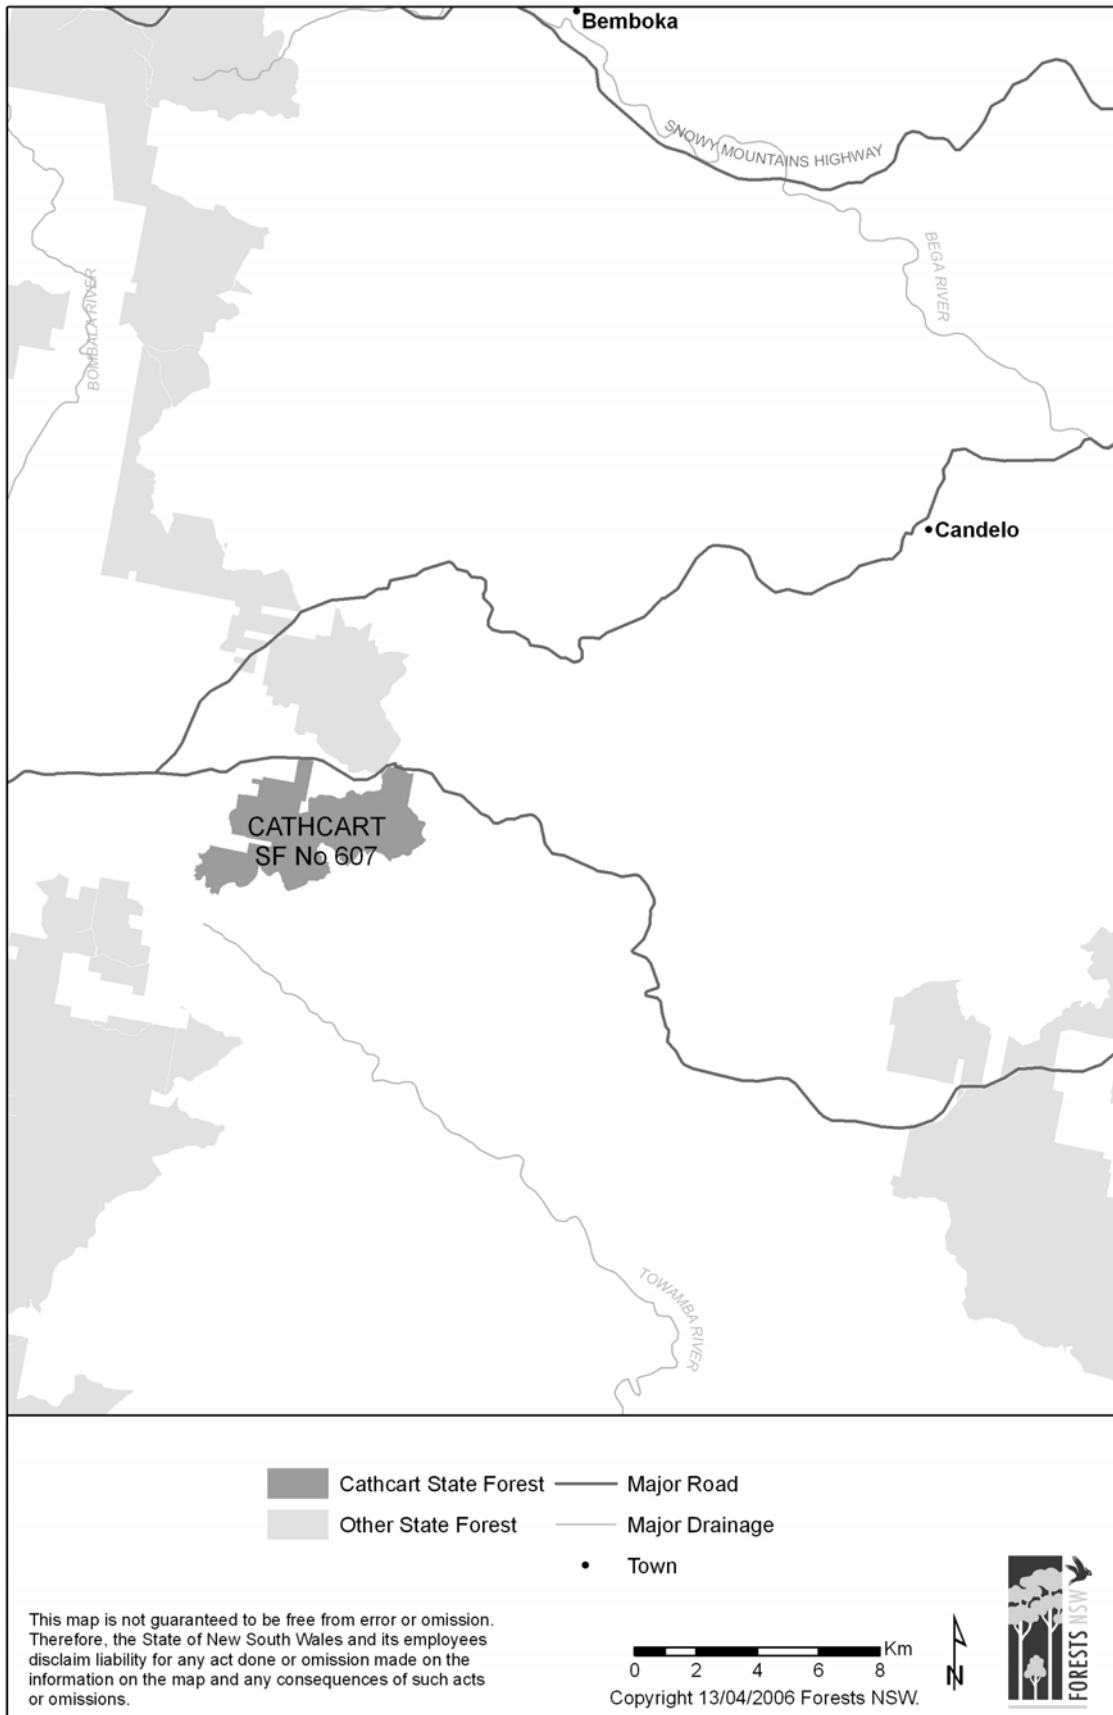 Bemboka
SNOWY MOUNTAINS HIGHWAY
BEGA RIVER
BOMBALA RIVER
Candelo
CATHCART
SF No 607
TOWAMBA RIVER
Cathcart State Forest
Major Road
Other State Forest
Major Drainage
Town
This map is not guaranteed to be free from error or omission.
Therefore, the State of New South Wales and its employees
disclaim liability for any act done or omission made on the
information on the map and any consequences of such acts
or omissions.
Km
0 2 4 6 8
Copyright 13/04/2006 Forests NSW.
N
FORESTS NSW